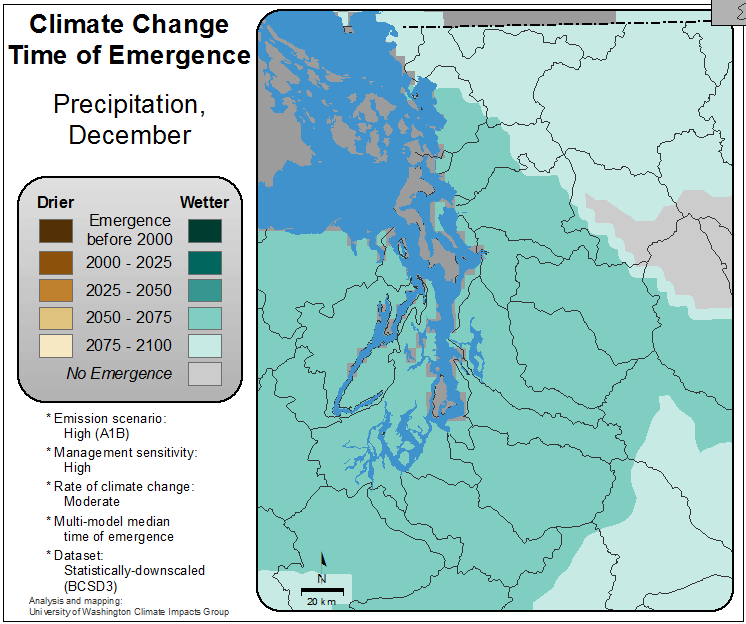 Climate Change
Time of Emergence
Precipitation,
December
Drier Wetter
Emergence
before 2000
2000 - 2025
2025 - 2050
2050 - 2075
2075 - 2100
No Emergence
* Emission scenario:
High (A1B)
* Management sensitivity:
High
* Rate of climate change:
Moderate
* Multi-model median
time of emergence
* Dataset:
Statistically-downscaled
(BCSD3)
Analysis and mapping:
University of Washington Climate Impacts Group
N
20 km